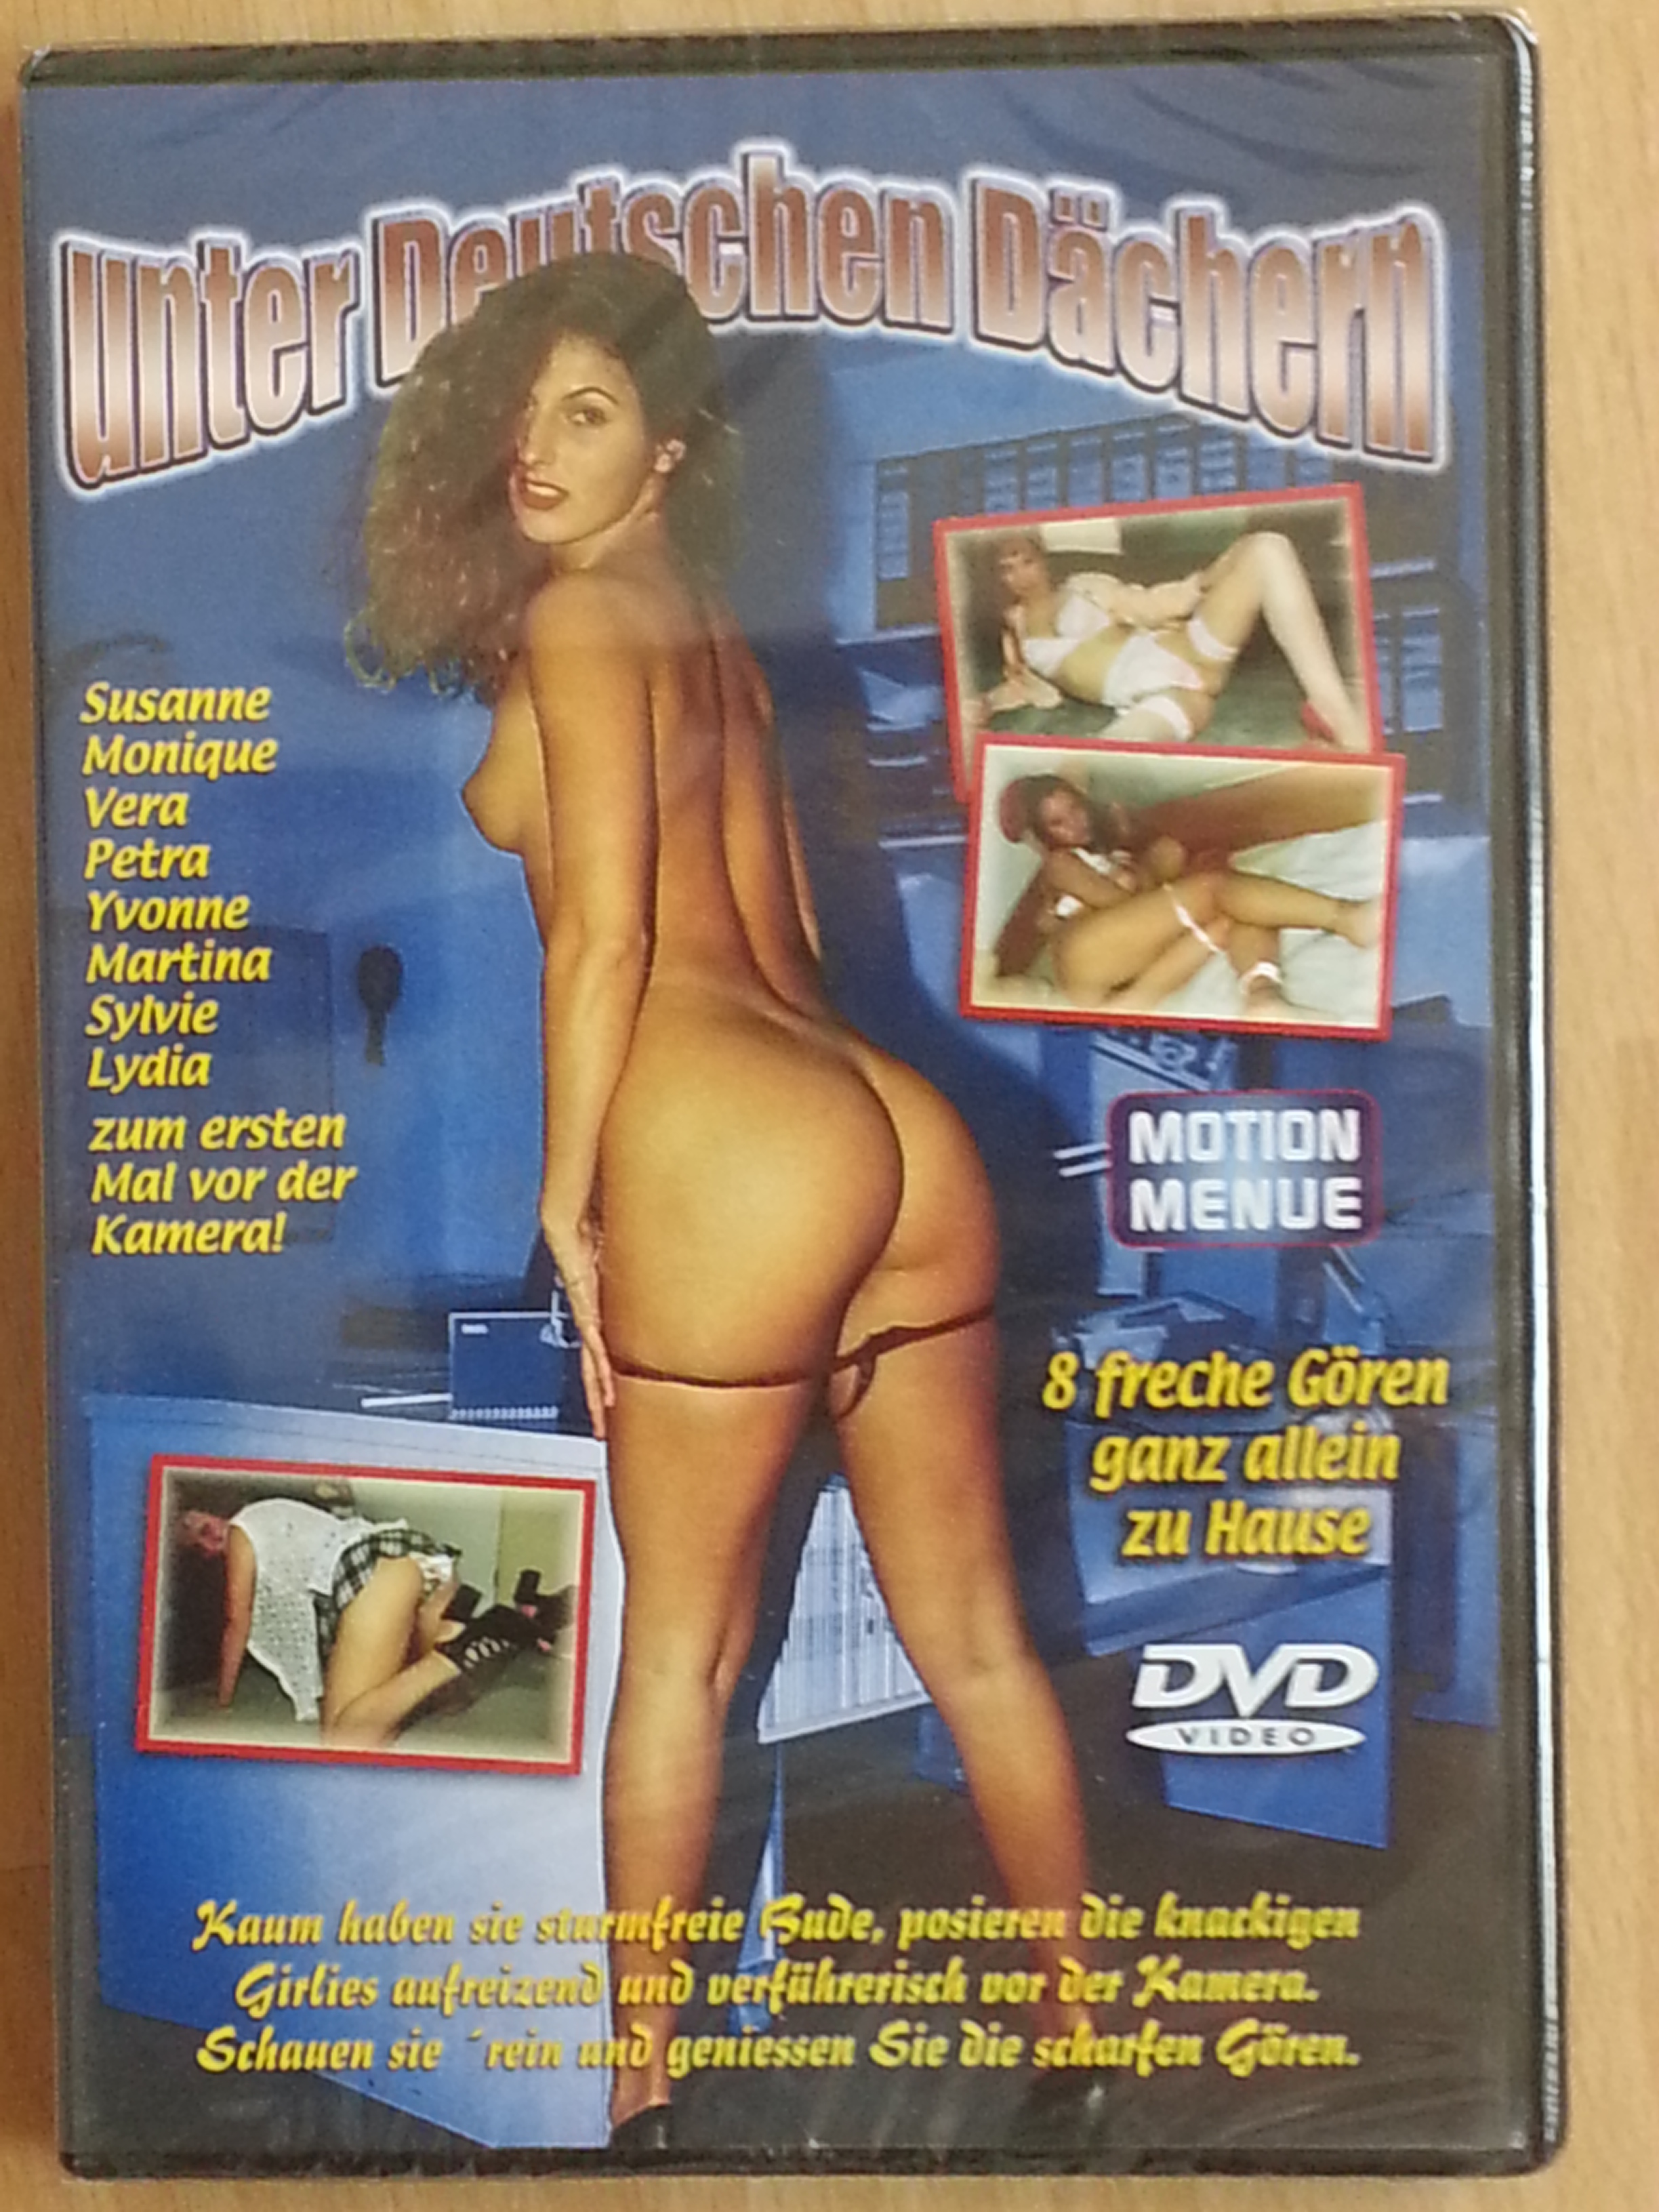 Unter Deutschen Dächern
Susanne
Monique
Vera
Petra
Yvonne
Martina
Sylvie
Lydia
zum ersten
Mal vor der
Kamera!
MOTION
MENUE
8 freche Gören
ganz allein
zu Hause
DVD
VIDEO
Kaum haben sie sturmfreie Bude, posieren die knackigen
Girlies aufreizend und verführerisch vor der Kamera.
Schauen sie ´rein und geniessen Sie die scharfen Gören.